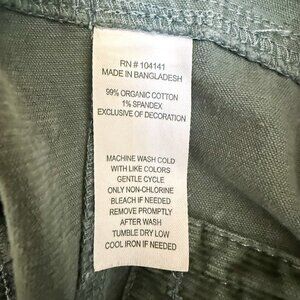 RN # 104141
MADE IN BANGLADESH
99% ORGANIC COTTON
1% SPANDEX
EXCLUSIVE OF DECORATION
MACHINE WASH COLD
WITH LIKE COLORS
GENTLE CYCLE
ONLY NON-CHLORINE
BLEACH IF NEEDED
REMOVE PROMPTLY
AFTER WASH
TUMBLE DRY LOW
COOL IRON IF NEEDED